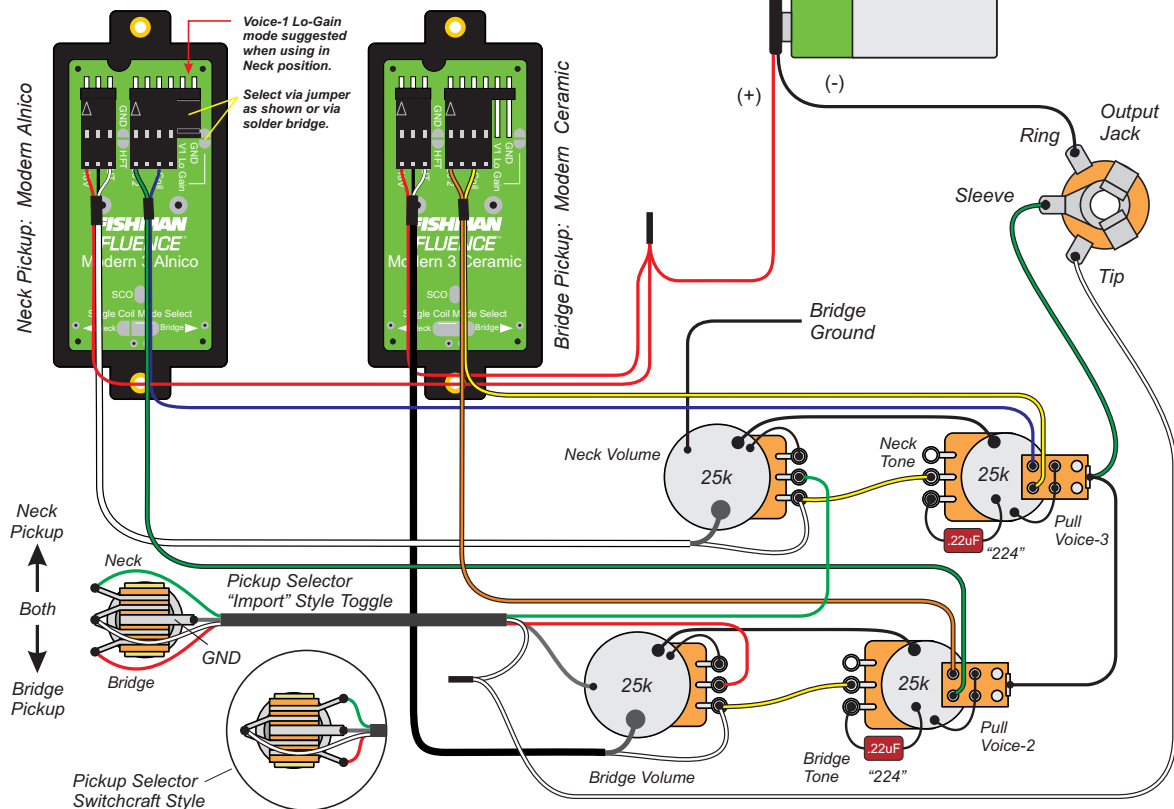 Voice-1 Lo-Gain
mode suggested
when using in
Neck position.
Select via jumper
as shown or via
solder bridge.
Neck Pickup: Modern Alnico
GND
HFT
GND
V1 Lo Gain
FISHMAN
FLUENCE
Modern 3 Alnico
SCO
Single Coil Mode Select
Neck
Bridge
Bridge Pickup: Modern Ceramic
GND
HFT
GND
V1 Lo Gain
FISHMAN
FLUENCE
Modern 3 Ceramic
SCO
Single Coil Mode Select
Neck
Bridge
(+)
(-)
Output
Jack
Ring
Sleeve
Tip
Bridge
Ground
Neck Volume
25k
Neck
Tone
25k
.22uF
“224”
Pull
Voice-3
Neck
Pickup
Both
Bridge
Pickup
Neck
GND
Bridge
Pickup Selector
“Import” Style Toggle
Pickup Selector
Switchcraft Style
25k
Bridge Volume
25k
Bridge
Tone
.22uF
“224”
Pull
Voice-2